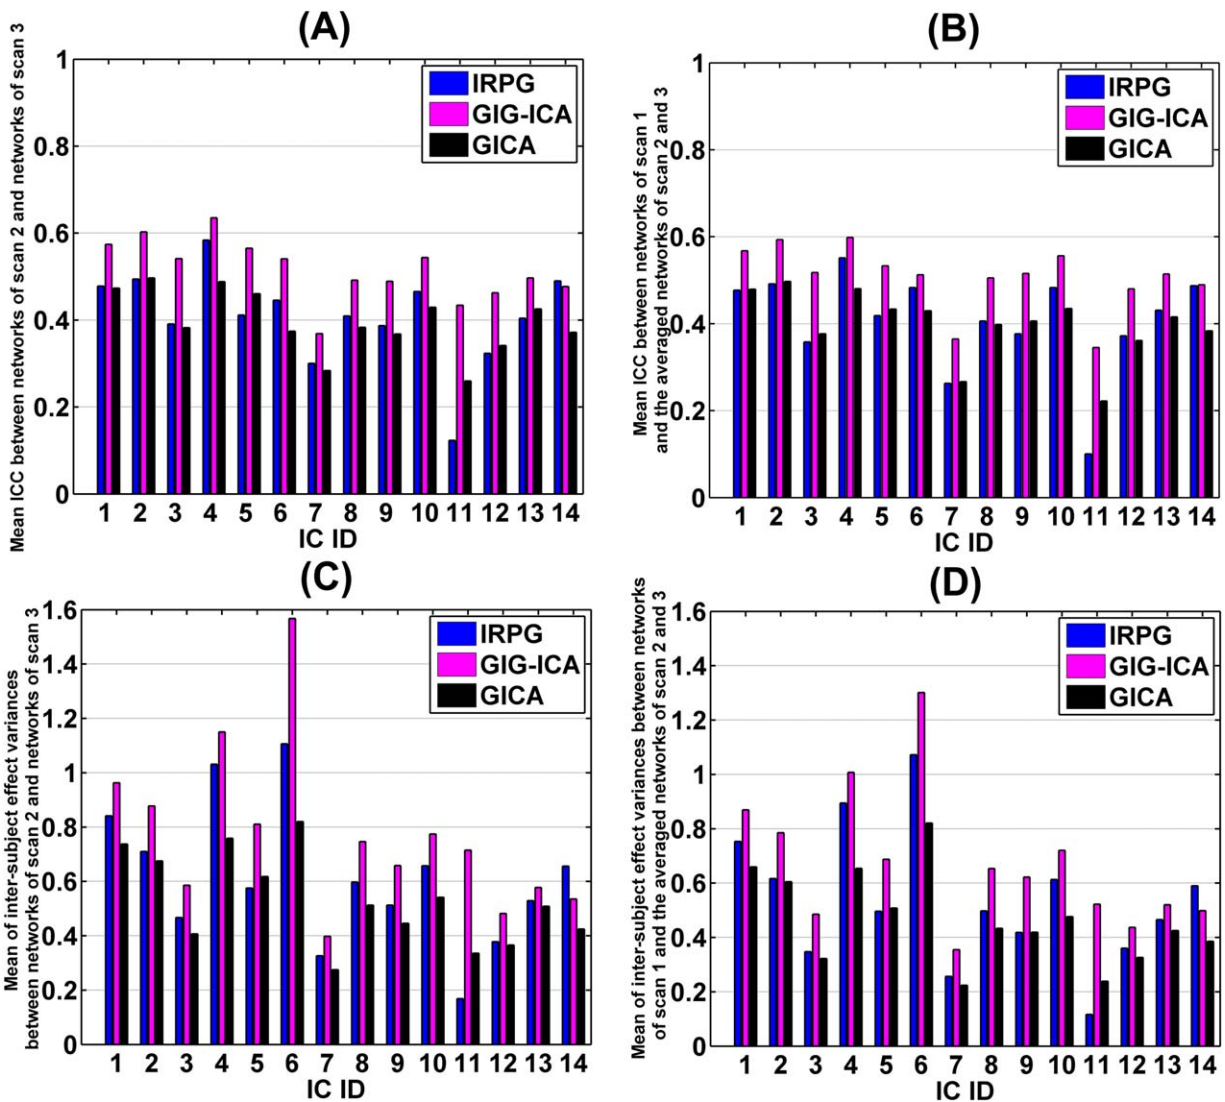 (A)
Mean ICC between networks of scan 2 and networks of scan 3
1
0.8
0.6
0.4
0.2
0
IRPG
GIG-ICA
GICA
1 2 3 4 5 6 7 8 9 10 11 12 13 14
IC ID
(B)
Mean ICC between networks of scan 1
and the averaged networks of scan 2 and 3
1
0.8
0.6
0.4
0.2
0
IRPG
GIG-ICA
GICA
1 2 3 4 5 6 7 8 9 10 11 12 13 14
IC ID
(C)
Mean of inter-subject effect variances
between networks of scan 2 and networks of scan 3
1.6
1.4
1.2
1
0.8
0.6
0.4
0.2
0
IRPG
GIG-ICA
GICA
1 2 3 4 5 6 7 8 9 10 11 12 13 14
IC ID
(D)
Mean of inter-subject effect variances between networks
of scan 1 and the averaged networks of scan 2 and 3
1.6
1.4
1.2
1
0.8
0.6
0.4
0.2
0
IRPG
GIG-ICA
GICA
1 2 3 4 5 6 7 8 9 10 11 12 13 14
IC ID